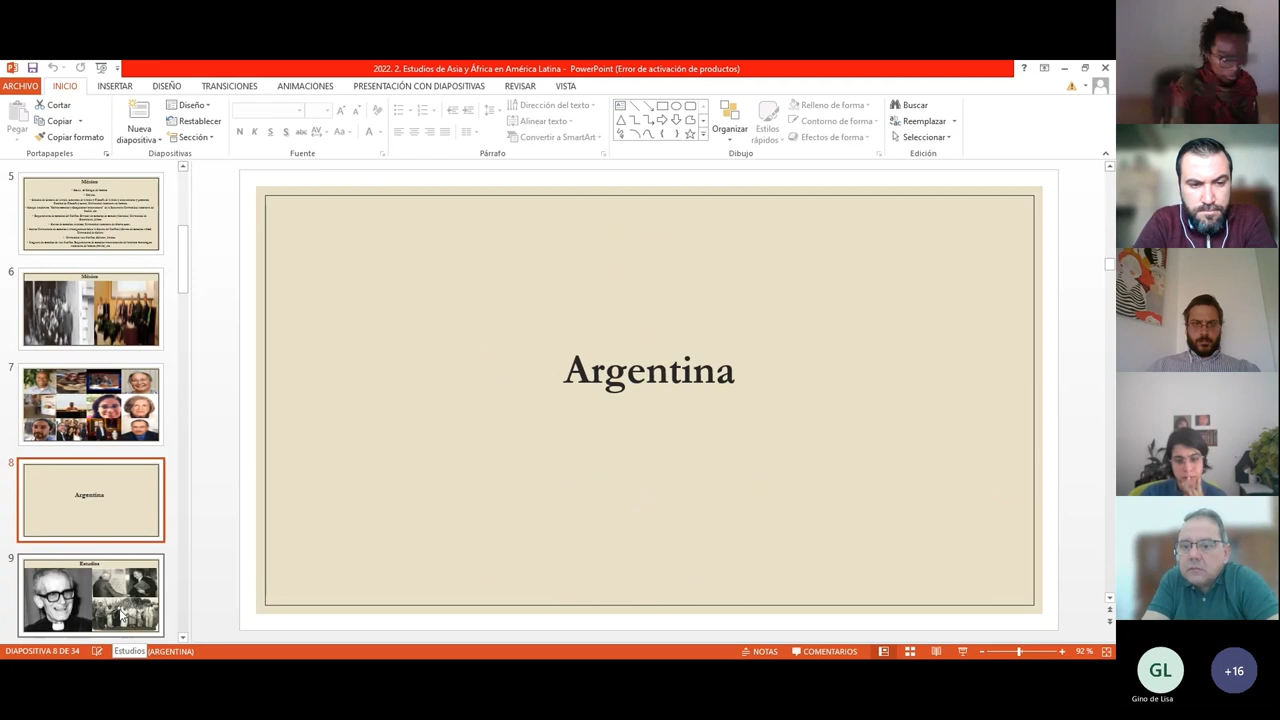 2022. 2. Estudios de Asia y África en América Latina - PowerPoint (Error de activación de productos)
ARCHIVO INICIO INSERTAR DISEÑO TRANSICIONES ANIMACIONES PRESENTACIÓN CON DIAPOSITIVAS REVISAR VISTA
Pegar
Cortar
Copiar
Copiar formato
Portapapeles
Nueva
diapositiva
Diseño
Restablecer
Sección
Diapositivas
N K S S abc AV Aa A
Fuente
Dirección del texto
Alinear texto
Convertir a SmartArt
Párrafo
Organizar
Estilos
rápidos
Relleno de forma
Contorno de forma
Efectos de forma
Dibujo
Buscar
Reemplazar
Seleccionar
Edición
5
México
6
México
7
8
Argentina
9
Estudios
Argentina
DIAPOSITIVA 8 DE 34
Estudios
(ARGENTINA)
NOTAS
COMENTARIOS
92 %
GL
Gino de Lisa
+16